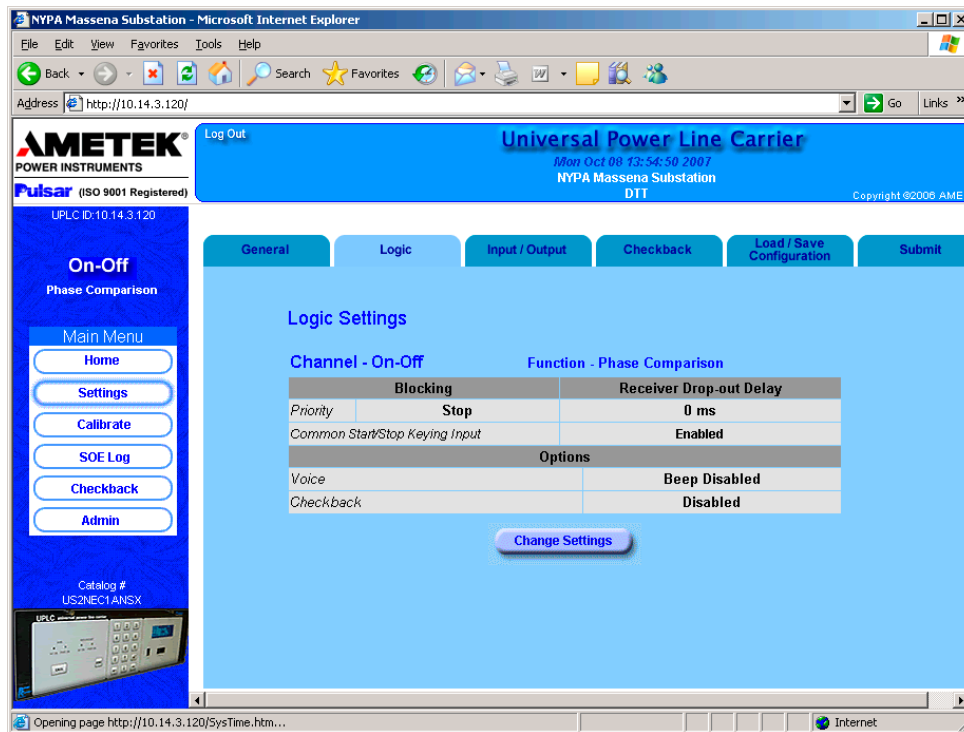 NYPA Massena Substation - Microsoft Internet Explorer
File Edit View Favorites Tools Help
Back Search Favorites
Address http://10.14.3.120/ Go Links »
AMETEK®
POWER INSTRUMENTS
Pulsar (ISO 9001 Registered)
Log Out
Universal Power Line Carrier
Mon Oct 08 13:54:50 2007
NYPA Massena Substation
DTT
Copyright ©2006 AME
UPLC ID:10.14.3.120
On-Off
Phase Comparison
Main Menu
Home
Settings
Calibrate
SOE Log
Checkback
Admin
Catalog #
US2NEC1ANSX
UPLC
General Logic Input / Output Checkback Load / Save Configuration Submit
Logic Settings
Channel - On-Off Function - Phase Comparison
Blocking Receiver Drop-out Delay
Priority Stop 0 ms
Common Start/Stop Keying Input Enabled
Options
Voice Beep Disabled
Checkback Disabled
Change Settings
Opening page http://10.14.3.120/SysTime.htm... Internet